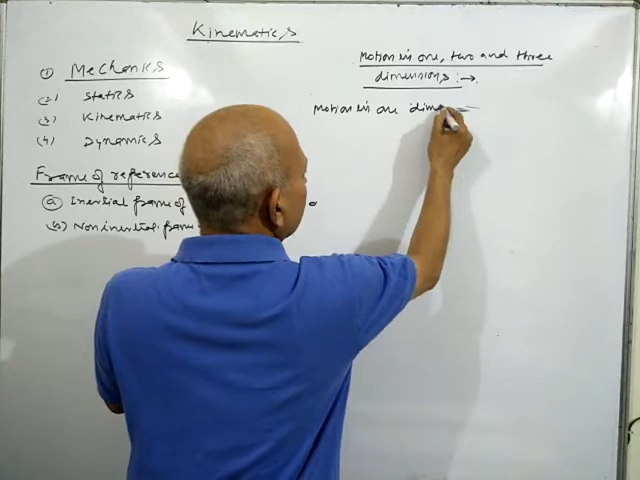 Kinematics
① Mechanics
(2) Statics
(3) Kinematics
(4) Dynamics
Frame of reference
ⓐ Inertial frame of
(b) Non inertial frame
Motion in one, two and three
dimensions :→
Motion in one dime